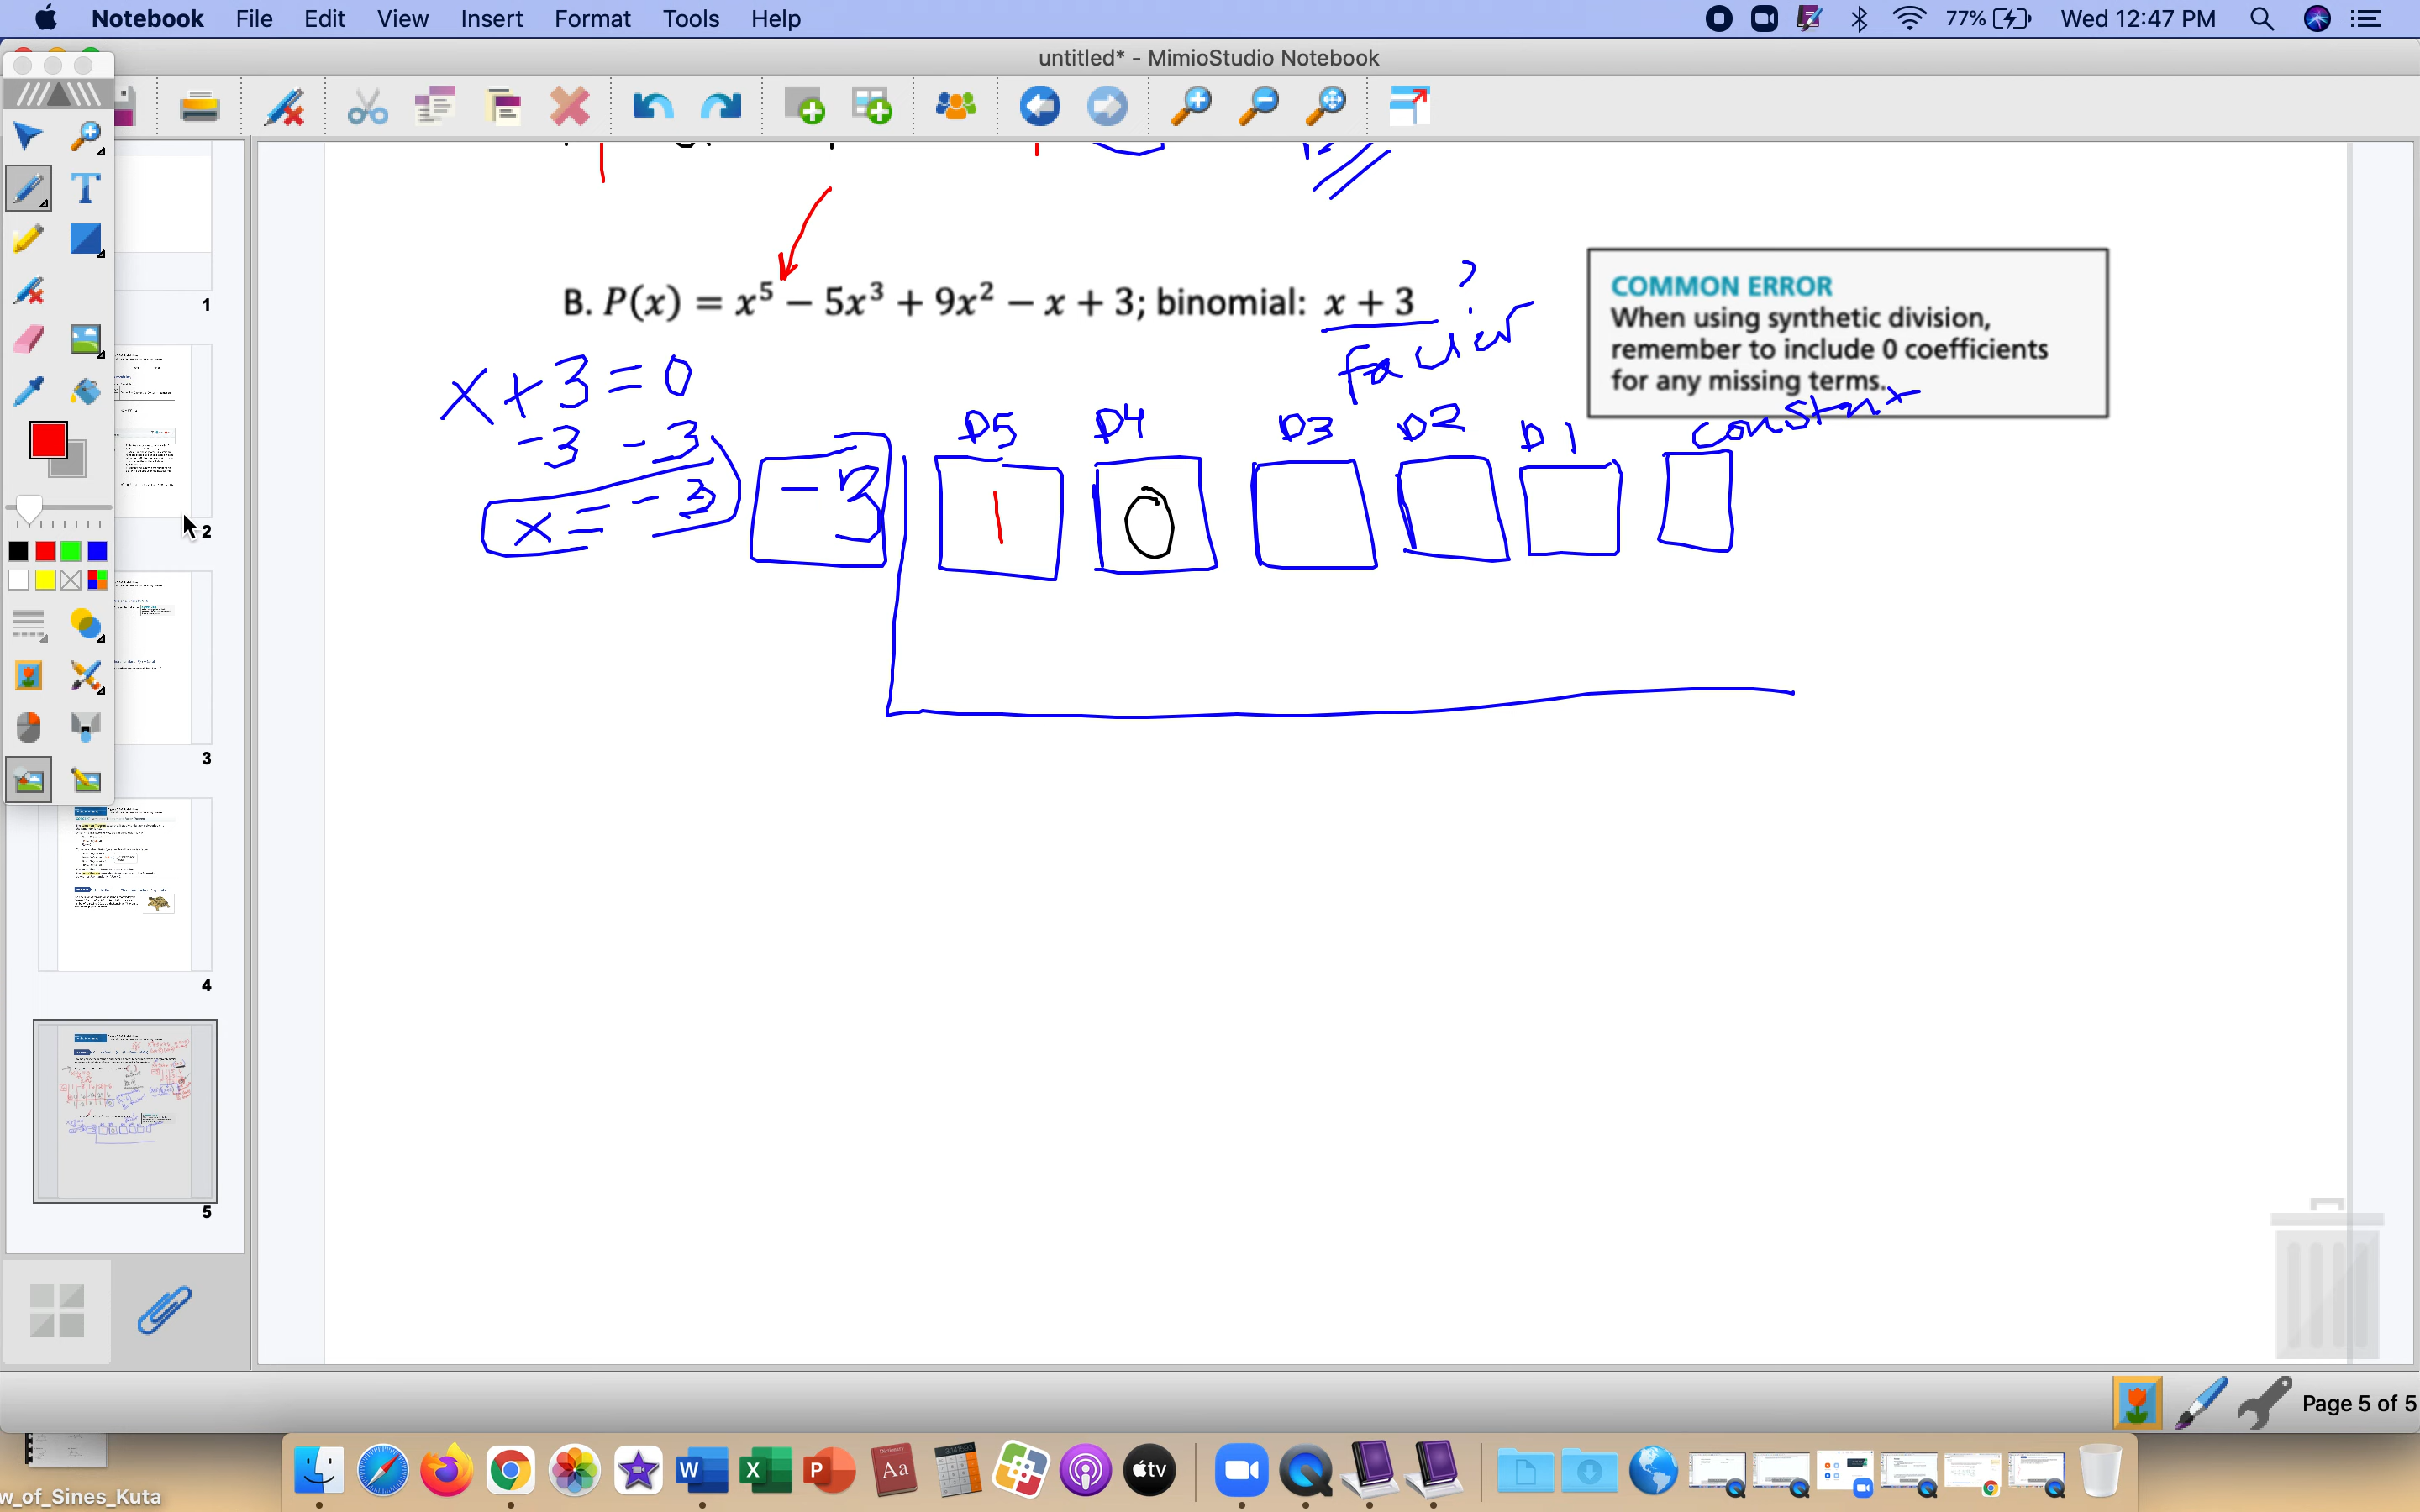 Notebook File Edit View Insert Format Tools Help 77% Wed 12:47 PM
untitled* - MimioStudio Notebook
1
2
3
4
5
B. P(x) = x⁵ − 5x³ + 9x² − x + 3; binomial: x + 3
?
factor
COMMON ERROR
When using synthetic division,
remember to include 0 coefficients
for any missing terms.
x + 3 = 0
-3 -3
x = -3
D5 D4 D3 D2 D1 constant
-3 1 0
Page 5 of 5
w_of_Sines_Kuta
W X P Aa tv
Dictionary
T